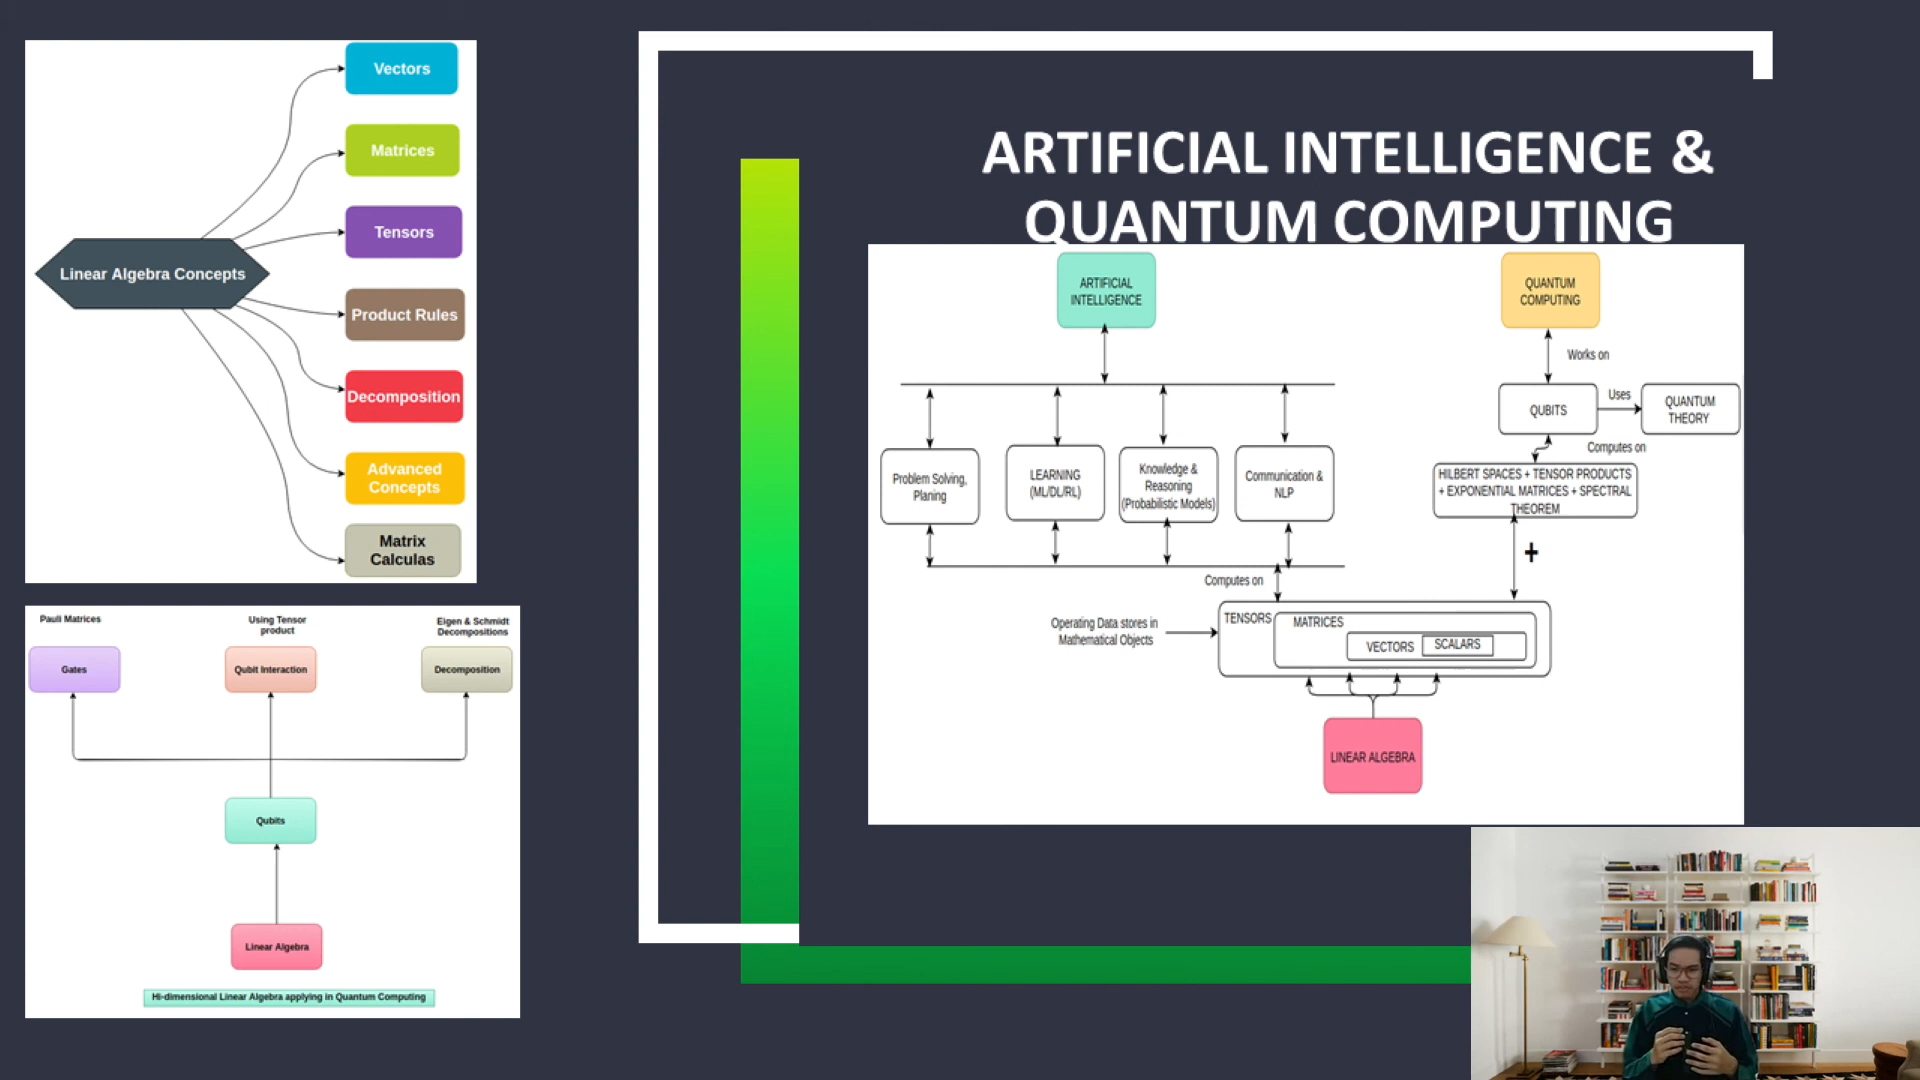 Vectors
Matrices
Tensors
Linear Algebra Concepts
Product Rules
Decomposition
Advanced
Concepts
Matrix
Calculas
Pauli Matrices
Using Tensor
product
Eigen & Schmidt
Decompositions
Gates
Qubit Interaction
Decomposition
Qubits
Linear Algebra
Hi-dimensional Linear Algebra applying in Quantum Computing
ARTIFICIAL INTELLIGENCE &
QUANTUM COMPUTING
ARTIFICIAL
INTELLIGENCE
QUANTUM
COMPUTING
Works on
QUBITS
Uses
QUANTUM
THEORY
Computes on
Problem Solving,
Planing
LEARNING
(ML/DL/RL)
Knowledge &
Reasoning
(Probabilistic Models)
Communication &
NLP
HILBERT SPACES + TENSOR PRODUCTS
+ EXPONENTIAL MATRICES + SPECTRAL
THEOREM
+
Computes on
Operating Data stores in
Mathematical Objects
TENSORS
MATRICES
VECTORS
SCALARS
LINEAR ALGEBRA